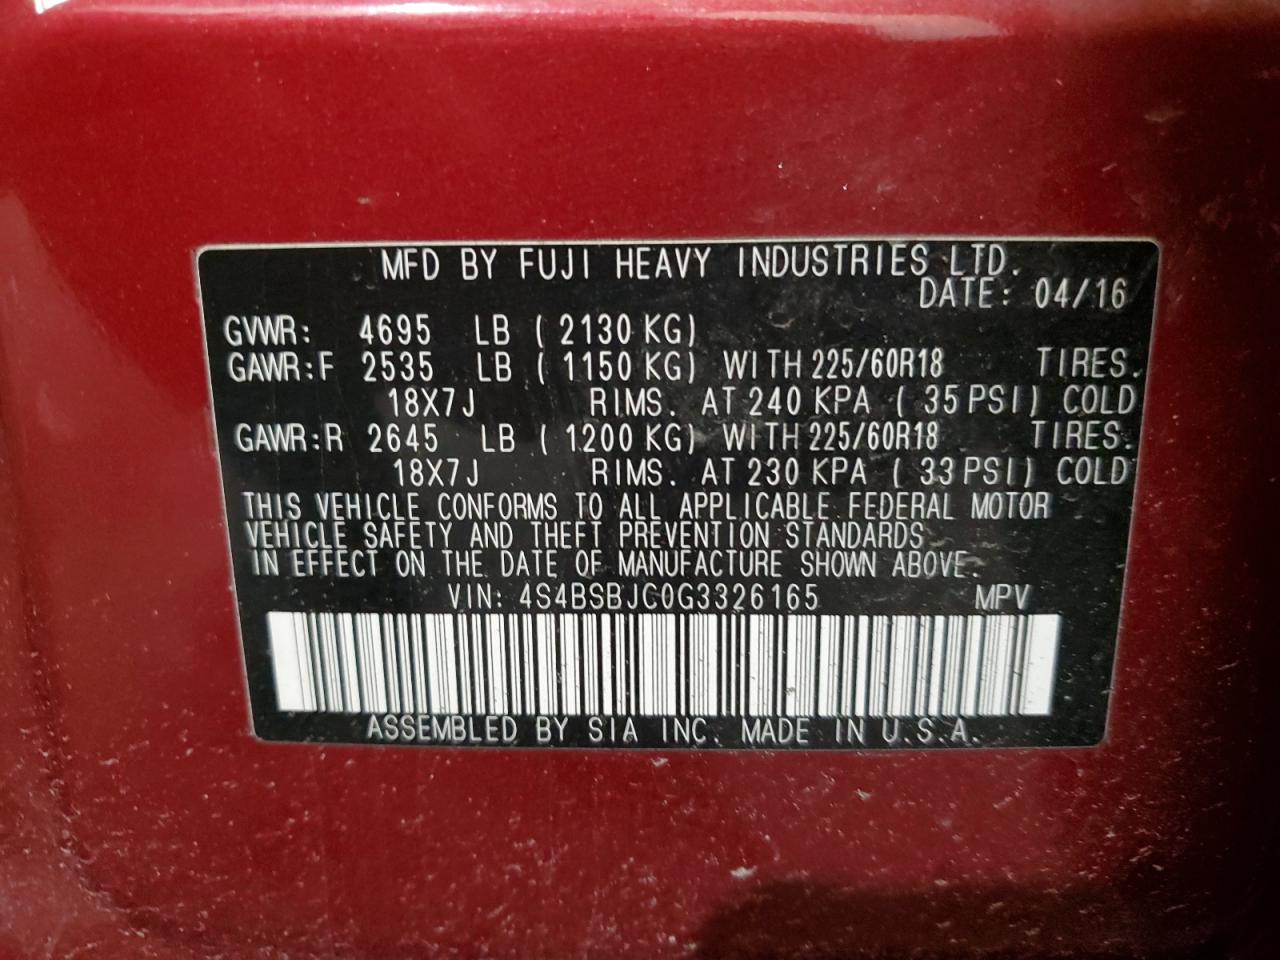 MFD BY FUJI HEAVY INDUSTRIES LTD.
DATE: 04/16
GVWR: 4695 LB ( 2130 KG)
GAWR:F 2535 LB ( 1150 KG) WITH 225/60R18 TIRES.
18X7J RIMS. AT 240 KPA ( 35 PSI) COLD
GAWR:R 2645 LB ( 1200 KG) WITH 225/60R18 TIRES.
18X7J RIMS. AT 230 KPA ( 33 PSI) COLD
THIS VEHICLE CONFORMS TO ALL APPLICABLE FEDERAL MOTOR
VEHICLE SAFETY AND THEFT PREVENTION STANDARDS
IN EFFECT ON THE DATE OF MANUFACTURE SHOWN ABOVE.
VIN: 4S4BSBJC0G3326165 MPV
ASSEMBLED BY SIA INC. MADE IN U.S.A.